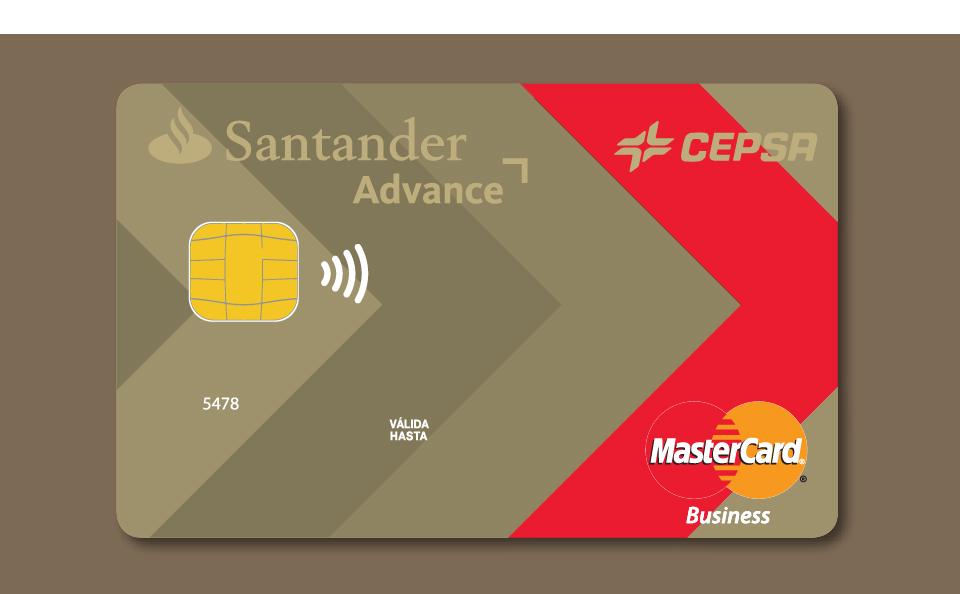 Santander
Advance
CEPSA
5478
VÁLIDA
HASTA
MasterCard®
®
Business